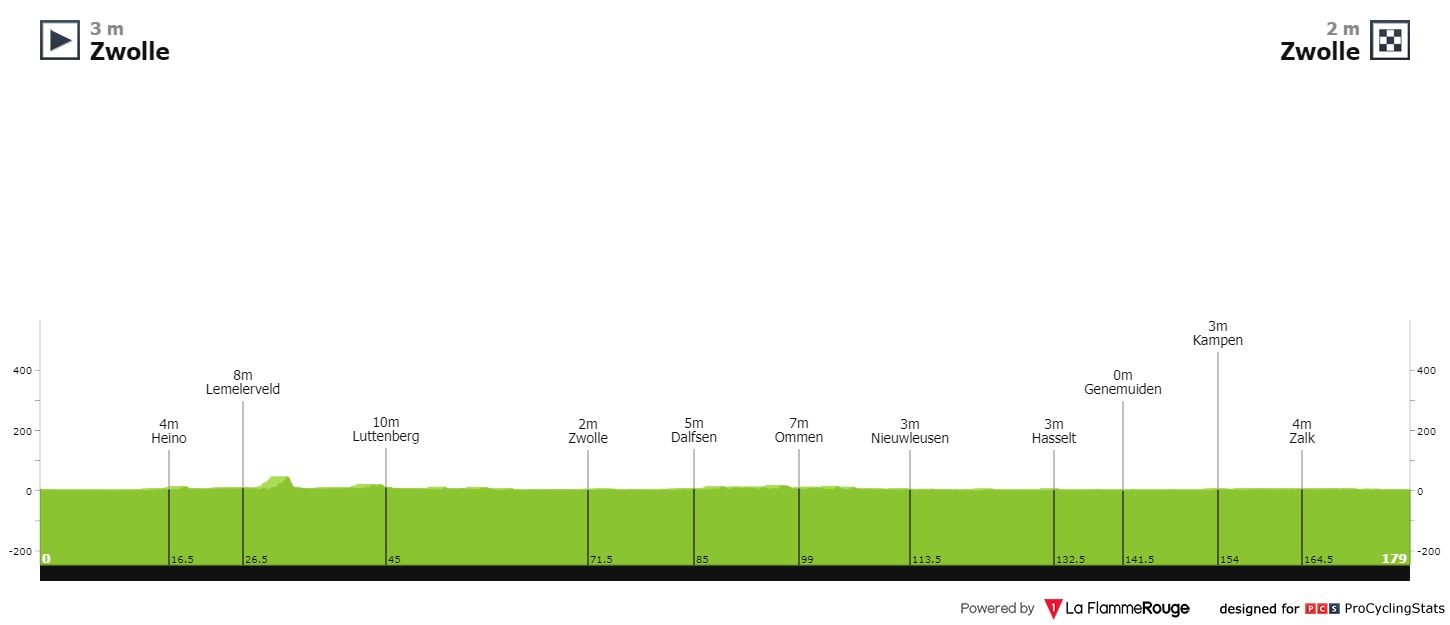 3 m
Zwolle
2 m
Zwolle
3m
Kampen
400
8m
Lemelerveld
0m
Genemuiden
400
200
4m
Heino
10m
Luttenberg
2m
Zwolle
5m
Dalfsen
7m
Ommen
3m
Nieuwleusen
3m
Hasselt
4m
Zalk
200
0
0
-200
0
16.5
26.5
45
71.5
85
99
113.5
132.5
141.5
154
164.5
179
-200
Powered by 1 La FlammeRouge designed for PCS ProCyclingStats